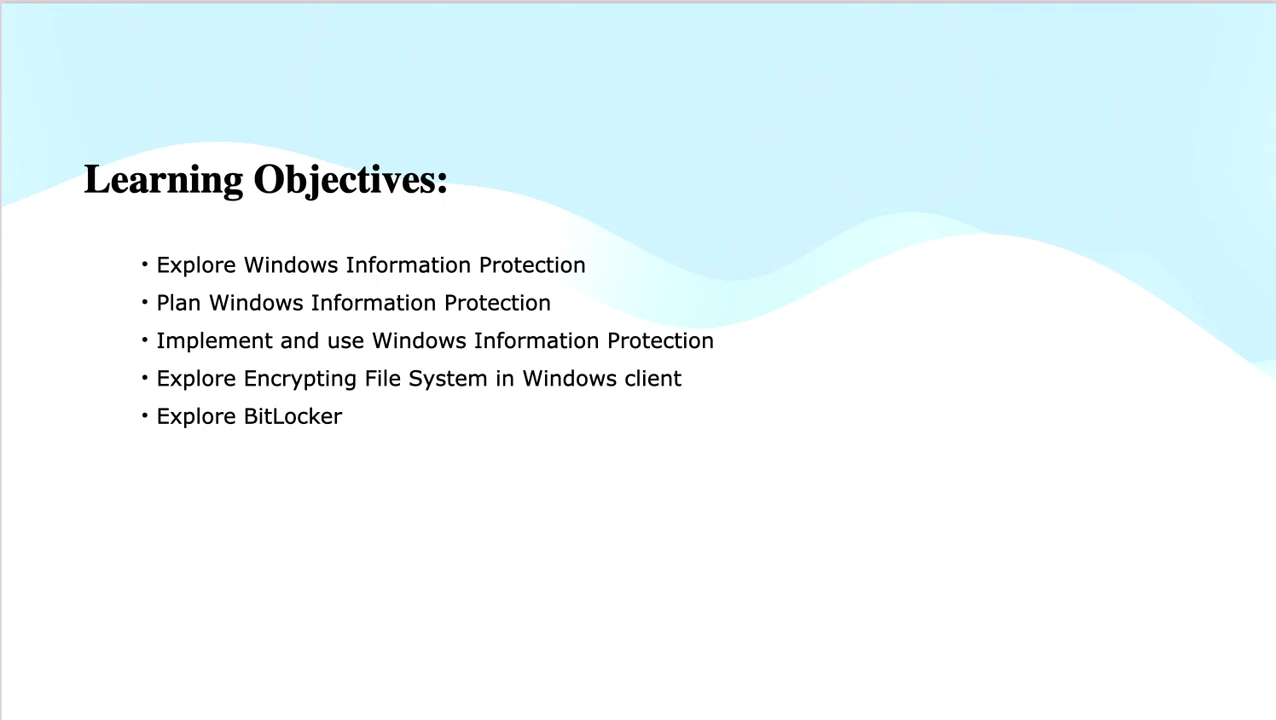 Learning Objectives:
• Explore Windows Information Protection
• Plan Windows Information Protection
• Implement and use Windows Information Protection
• Explore Encrypting File System in Windows client
• Explore BitLocker